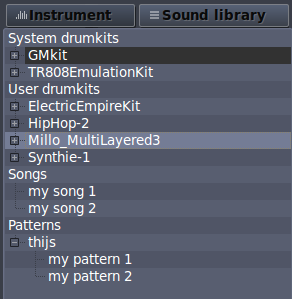 Instrument Sound library
System drumkits
GMkit
TR808EmulationKit
User drumkits
ElectricEmpireKit
HipHop-2
Millo_MultiLayered3
Synthie-1
Songs
my song 1
my song 2
Patterns
thijs
my pattern 1
my pattern 2